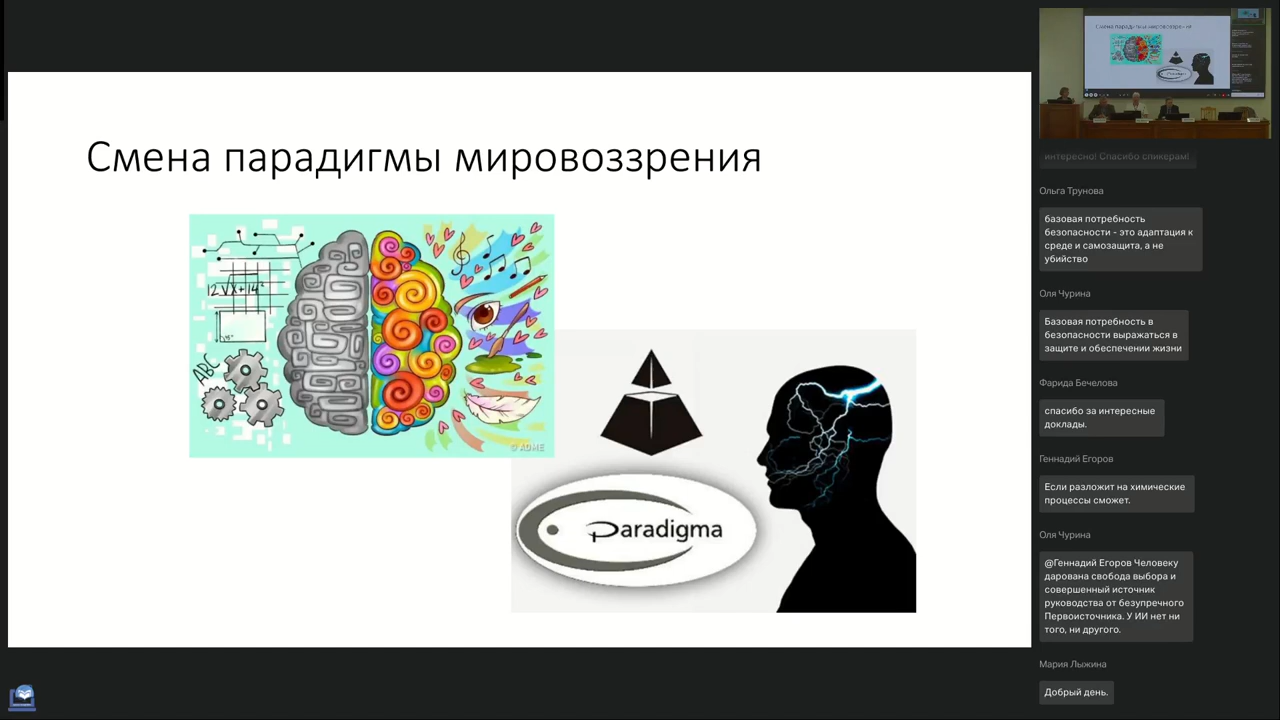 Смена парадигмы мировоззрения
12√x+14²
ABC
© ADME
Paradigma
интересно! Спасибо спикерам!
Ольга Трунова
базовая потребность
безопасности - это адаптация к
среде и самозащита, а не
убийство
Оля Чурина
Базовая потребность в
безопасности выражаться в
защите и обеспечении жизни
Фарида Бечелова
спасибо за интересные
доклады.
Геннадий Егоров
Если разложит на химические
процессы сможет.
Оля Чурина
@Геннадий Егоров Человеку
дарована свобода выбора и
совершенный источник
руководства от безупречного
Первоисточника. У ИИ нет ни
того, ни другого.
Мария Лыжина
Добрый день.